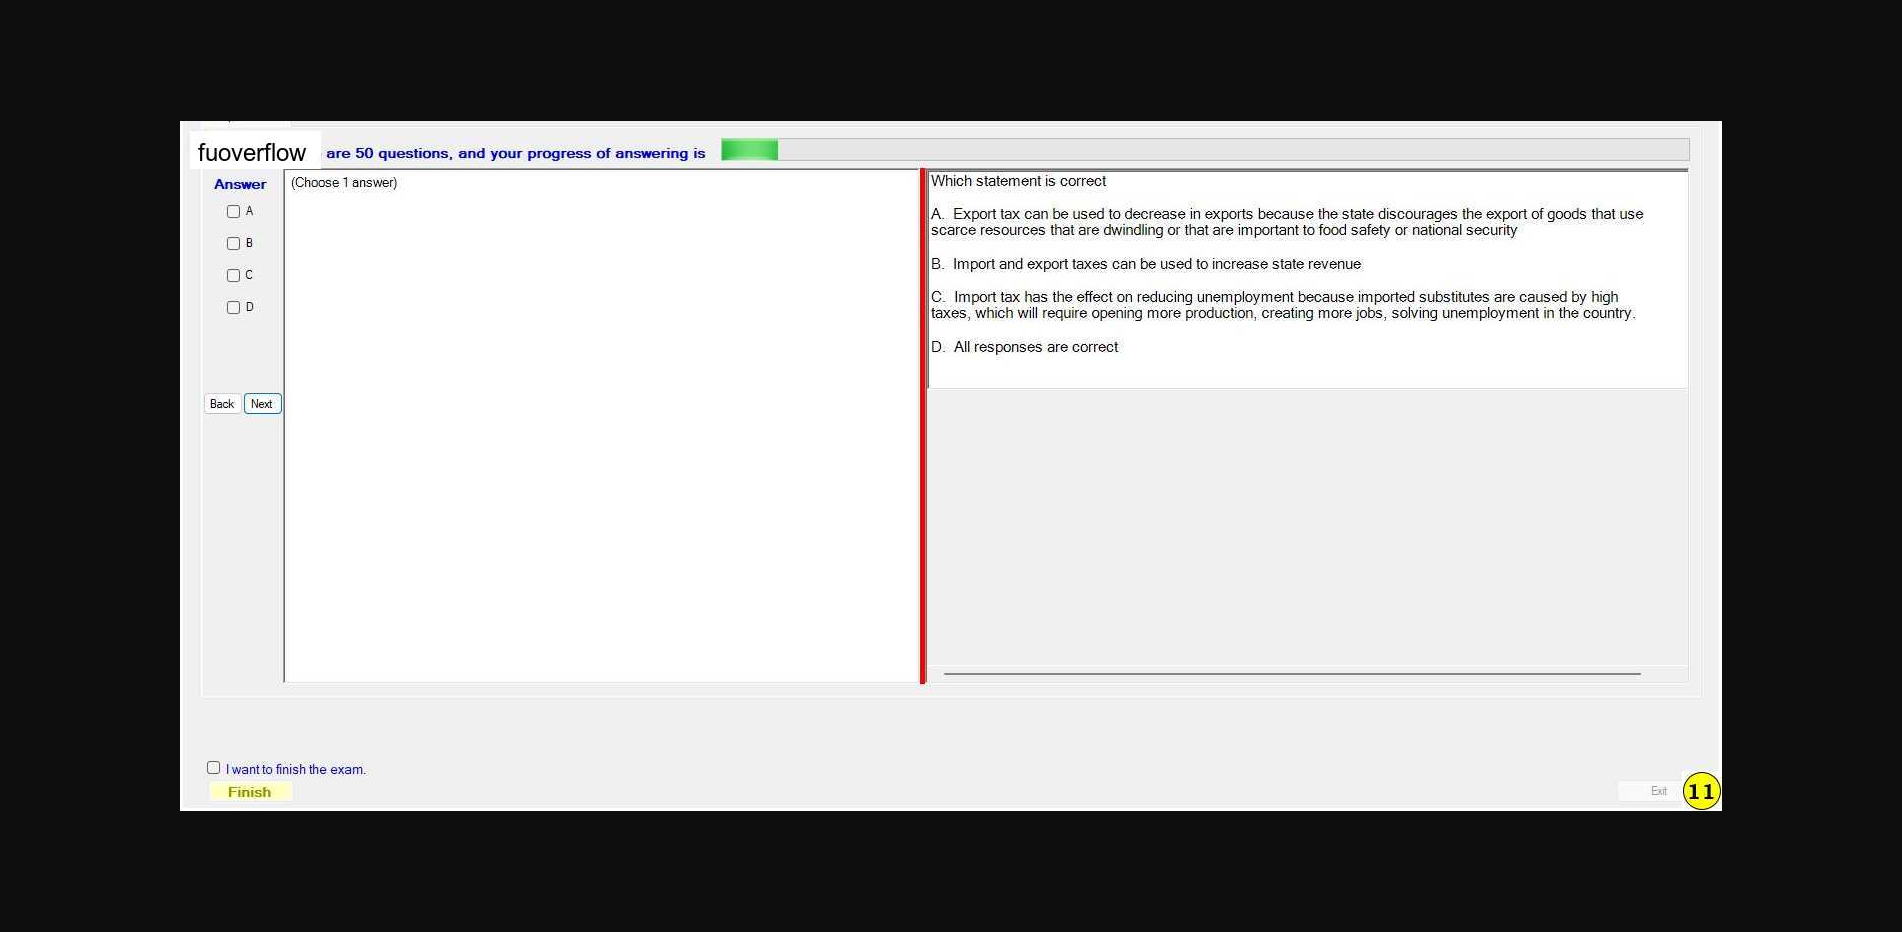 fuoverflow are 50 questions, and your progress of answering is
Answer
A
B
C
D
Back Next
(Choose 1 answer)
Which statement is correct
A. Export tax can be used to decrease in exports because the state discourages the export of goods that use
scarce resources that are dwindling or that are important to food safety or national security
B. Import and export taxes can be used to increase state revenue
C. Import tax has the effect on reducing unemployment because imported substitutes are caused by high
taxes, which will require opening more production, creating more jobs, solving unemployment in the country.
D. All responses are correct
I want to finish the exam.
Finish
Exit
11